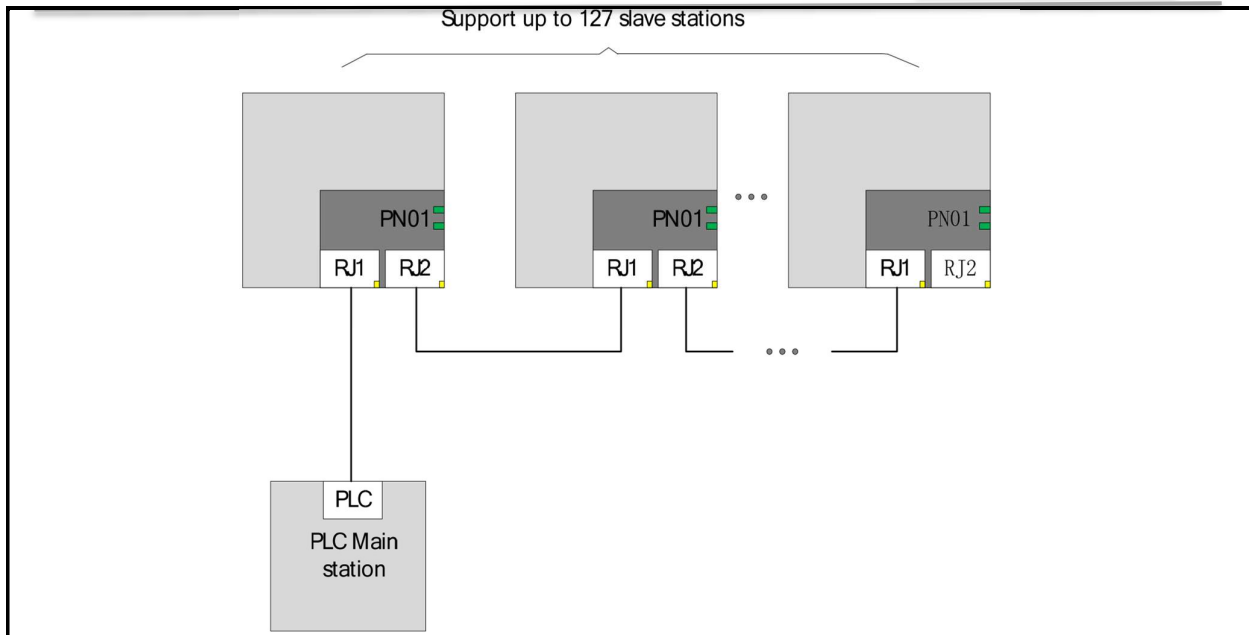 Support up to 127 slave stations
PN01
PN01
PN01
RJ1
RJ2
RJ1
RJ2
RJ1
RJ2
PLC
PLC Main
station